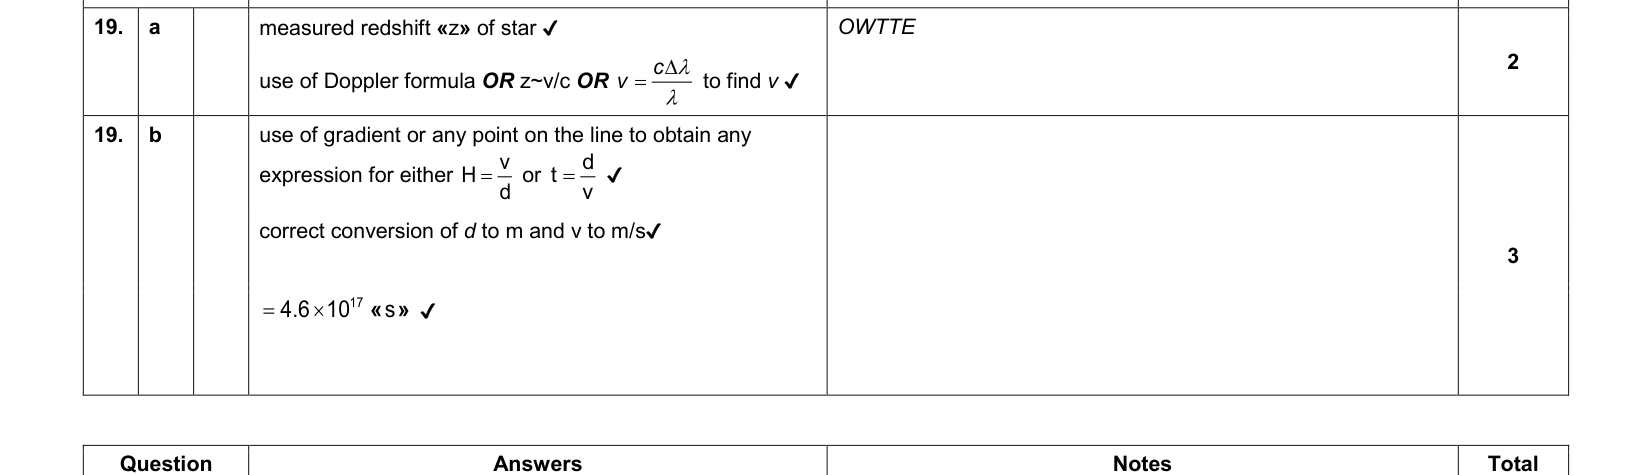 19. a measured redshift «z» of star ✓ OWTTE
use of Doppler formula OR z~v/c OR v = cΔλ/λ to find v ✓ 2
19. b use of gradient or any point on the line to obtain any
expression for either H = v/d or t = d/v ✓
correct conversion of d to m and v to m/s✓
3
= 4.6×10¹⁷ «s» ✓
Question Answers Notes Total